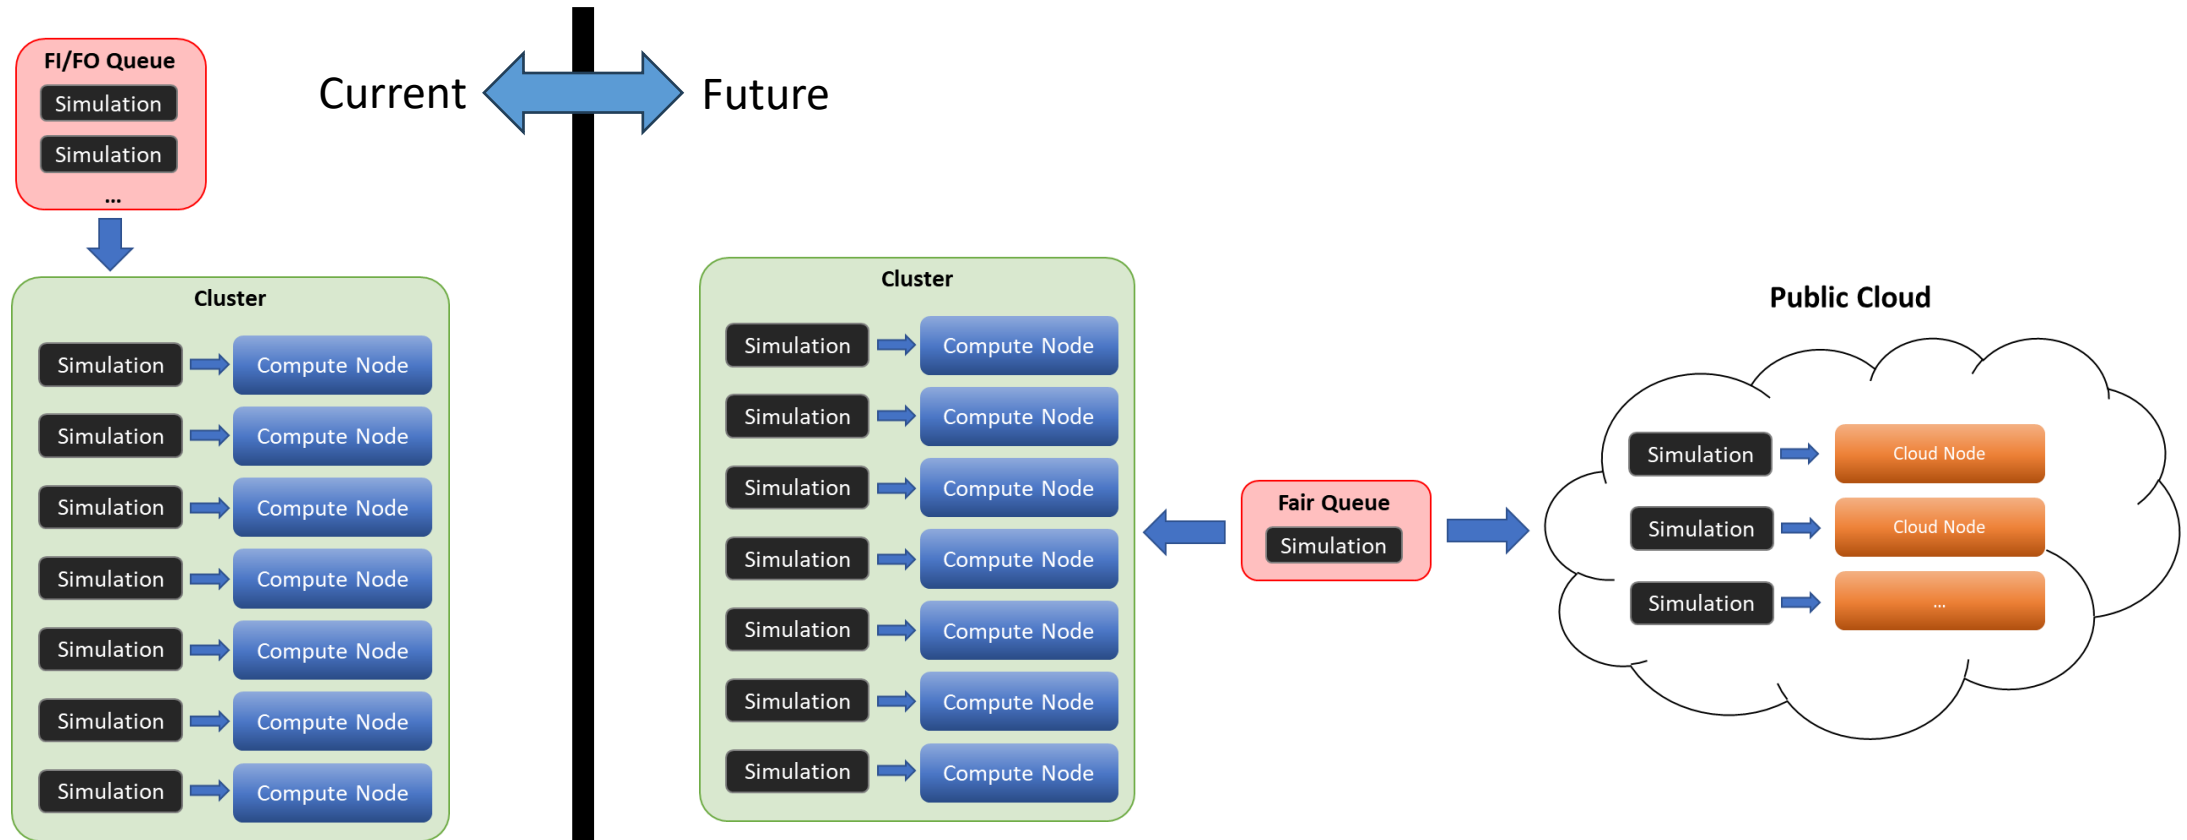 FI/FO Queue
Simulation
Simulation
...
Current
Future
Cluster
Simulation
Compute Node
Simulation
Compute Node
Simulation
Compute Node
Simulation
Compute Node
Simulation
Compute Node
Simulation
Compute Node
Simulation
Compute Node
Cluster
Simulation
Compute Node
Simulation
Compute Node
Simulation
Compute Node
Simulation
Compute Node
Simulation
Compute Node
Simulation
Compute Node
Simulation
Compute Node
Fair Queue
Simulation
Public Cloud
Simulation
Cloud Node
Simulation
Cloud Node
Simulation
...